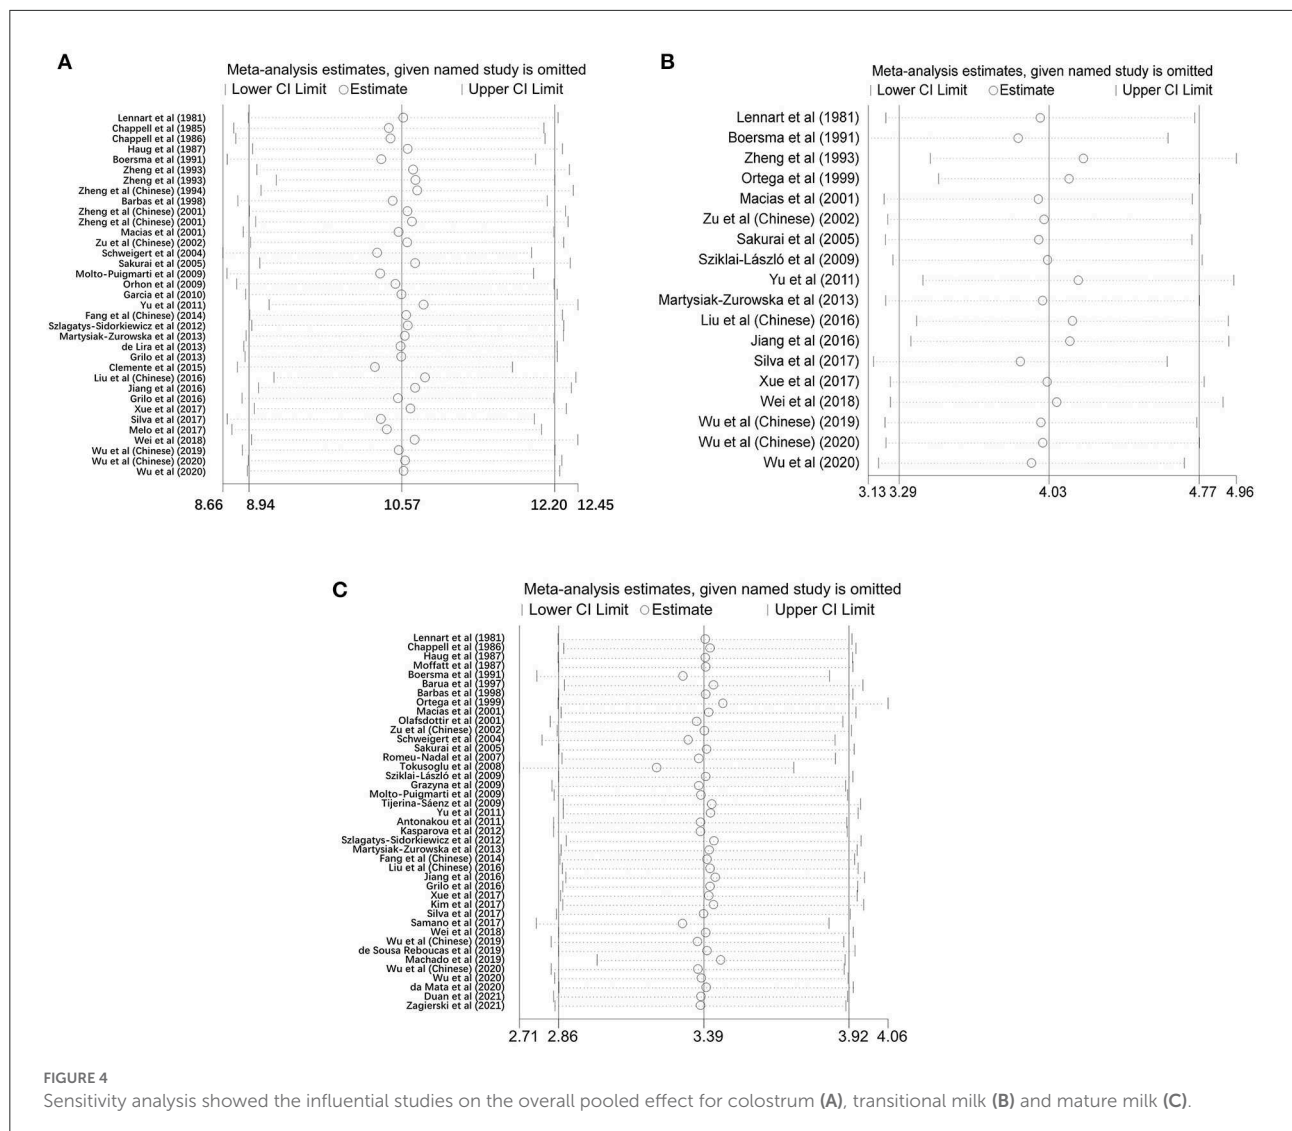 A
Meta-analysis estimates, given named study is omitted
Lower CI Limit Estimate Upper CI Limit
Lennart et al (1981)
Chappell et al (1985)
Chappell et al (1986)
Haug et al (1987)
Boersma et al (1991)
Zheng et al (1993)
Zheng et al (1993)
Zheng et al (Chinese) (1994)
Barbas et al (1998)
Zheng et al (Chinese) (2001)
Zheng et al (Chinese) (2001)
Macias et al (2001)
Zu et al (Chinese) (2002)
Schweigert et al (2004)
Sakurai et al (2005)
Molto-Puigmarti et al (2009)
Orhon et al (2009)
Garcia et al (2010)
Yu et al (2011)
Fang et al (Chinese) (2014)
Szlagatys-Sidorkiewicz et al (2012)
Martysiak-Zurowska et al (2013)
de Lira et al (2013)
Grilo et al (2013)
Clemente et al (2015)
Liu et al (Chinese) (2016)
Jiang et al (2016)
Grilo et al (2016)
Xue et al (2017)
Silva et al (2017)
Melo et al (2017)
Wei et al (2018)
Wu et al (Chinese) (2019)
Wu et al (Chinese) (2020)
Wu et al (2020)
8.66 8.94 10.57 12.20 12.45
B
Meta-analysis estimates, given named study is omitted
Lower CI Limit Estimate Upper CI Limit
Lennart et al (1981)
Boersma et al (1991)
Zheng et al (1993)
Ortega et al (1999)
Macias et al (2001)
Zu et al (Chinese) (2002)
Sakurai et al (2005)
Sziklai-László et al (2009)
Yu et al (2011)
Martysiak-Zurowska et al (2013)
Liu et al (Chinese) (2016)
Jiang et al (2016)
Silva et al (2017)
Xue et al (2017)
Wei et al (2018)
Wu et al (Chinese) (2019)
Wu et al (Chinese) (2020)
Wu et al (2020)
3.13 3.29 4.03 4.77 4.96
C
Meta-analysis estimates, given named study is omitted
Lower CI Limit Estimate Upper CI Limit
Lennart et al (1981)
Chappell et al (1986)
Haug et al (1987)
Moffatt et al (1987)
Boersma et al (1991)
Barua et al (1997)
Barbas et al (1998)
Ortega et al (1999)
Macias et al (2001)
Olafsdottir et al (2001)
Zu et al (Chinese) (2002)
Schweigert et al (2004)
Sakurai et al (2005)
Romeu-Nadal et al (2007)
Tokusoglu et al (2008)
Sziklai-László et al (2009)
Grazyna et al (2009)
Molto-Puigmarti et al (2009)
Tijerina-Sáenz et al (2009)
Yu et al (2011)
Antonakou et al (2011)
Kasparova et al (2012)
Szlagatys-Sidorkiewicz et al (2012)
Martysiak-Zurowska et al (2013)
Fang et al (Chinese) (2014)
Liu et al (Chinese) (2016)
Jiang et al (2016)
Grilo et al (2016)
Xue et al (2017)
Kim et al (2017)
Silva et al (2017)
Samano et al (2017)
Wei et al (2018)
Wu et al (Chinese) (2019)
de Sousa Reboucas et al (2019)
Machado et al (2019)
Wu et al (Chinese) (2020)
Wu et al (2020)
da Mata et al (2020)
Duan et al (2021)
Zagierski et al (2021)
2.71 2.86 3.39 3.92 4.06
FIGURE 4
Sensitivity analysis showed the influential studies on the overall pooled effect for colostrum (A), transitional milk (B) and mature milk (C).